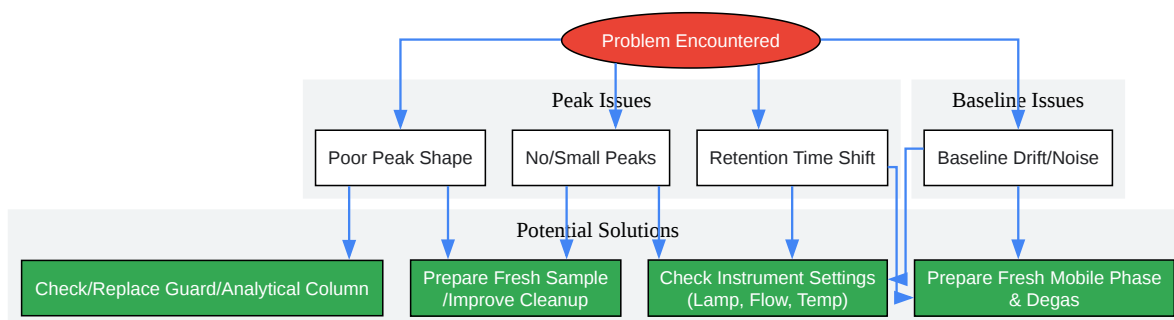 Problem Encountered
Peak Issues
Baseline Issues
Poor Peak Shape
No/Small Peaks
Retention Time Shift
Baseline Drift/Noise
Potential Solutions
Check/Replace Guard/Analytical Column
Prepare Fresh Sample
/Improve Cleanup
Check Instrument Settings
(Lamp, Flow, Temp)
Prepare Fresh Mobile Phase
& Degas